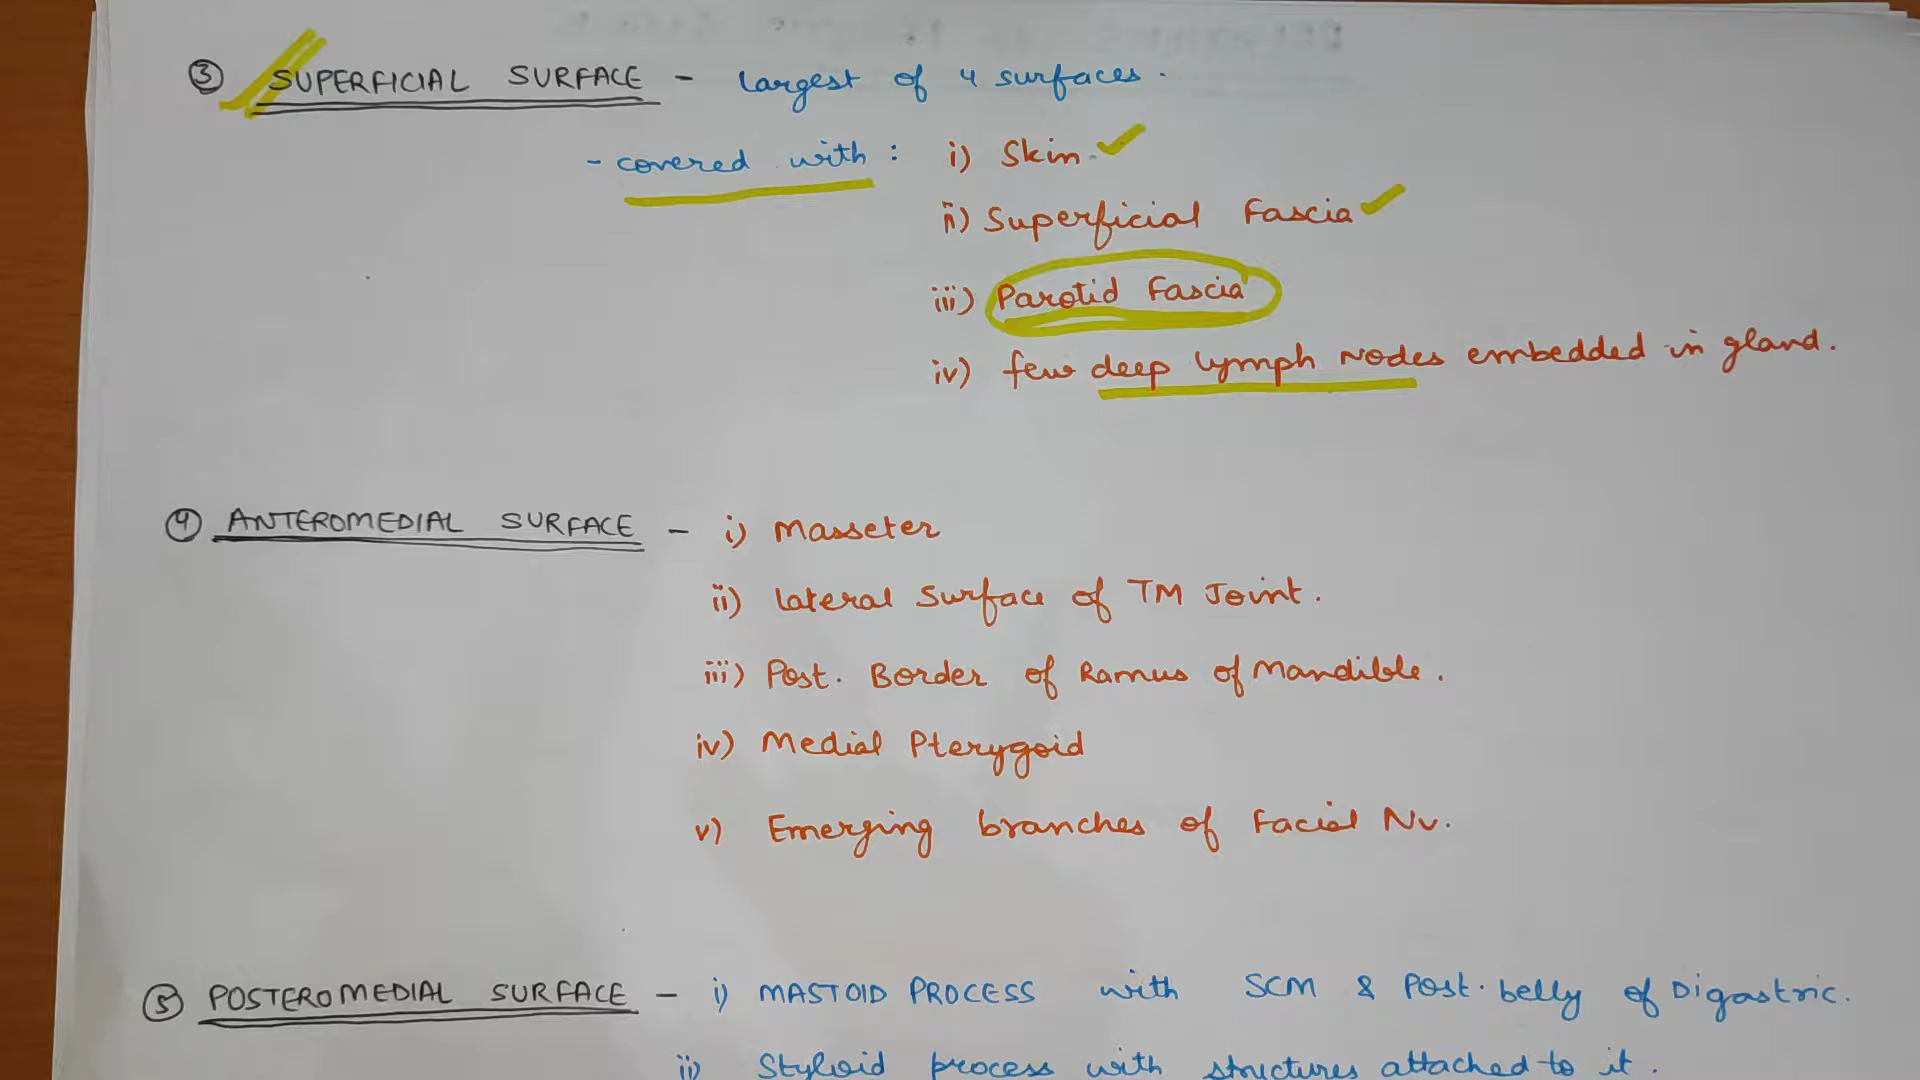 ③ SUPERFICIAL SURFACE - Largest of 4 surfaces.
- covered with : i) Skin.
ii) Superficial Fascia
iii) Parotid Fascia
iv) few deep lymph Nodes embedded in gland.
④ ANTEROMEDIAL SURFACE - i) Masseter
ii) Lateral Surface of TM Joint.
iii) Post. Border of Ramus of Mandible.
iv) Medial Pterygoid
v) Emerging branches of Facial Nv.
⑤ POSTEROMEDIAL SURFACE - i) MASTOID PROCESS with SCM & Post. belly of Digastric.
ii) Styloid process with structures attached to it.